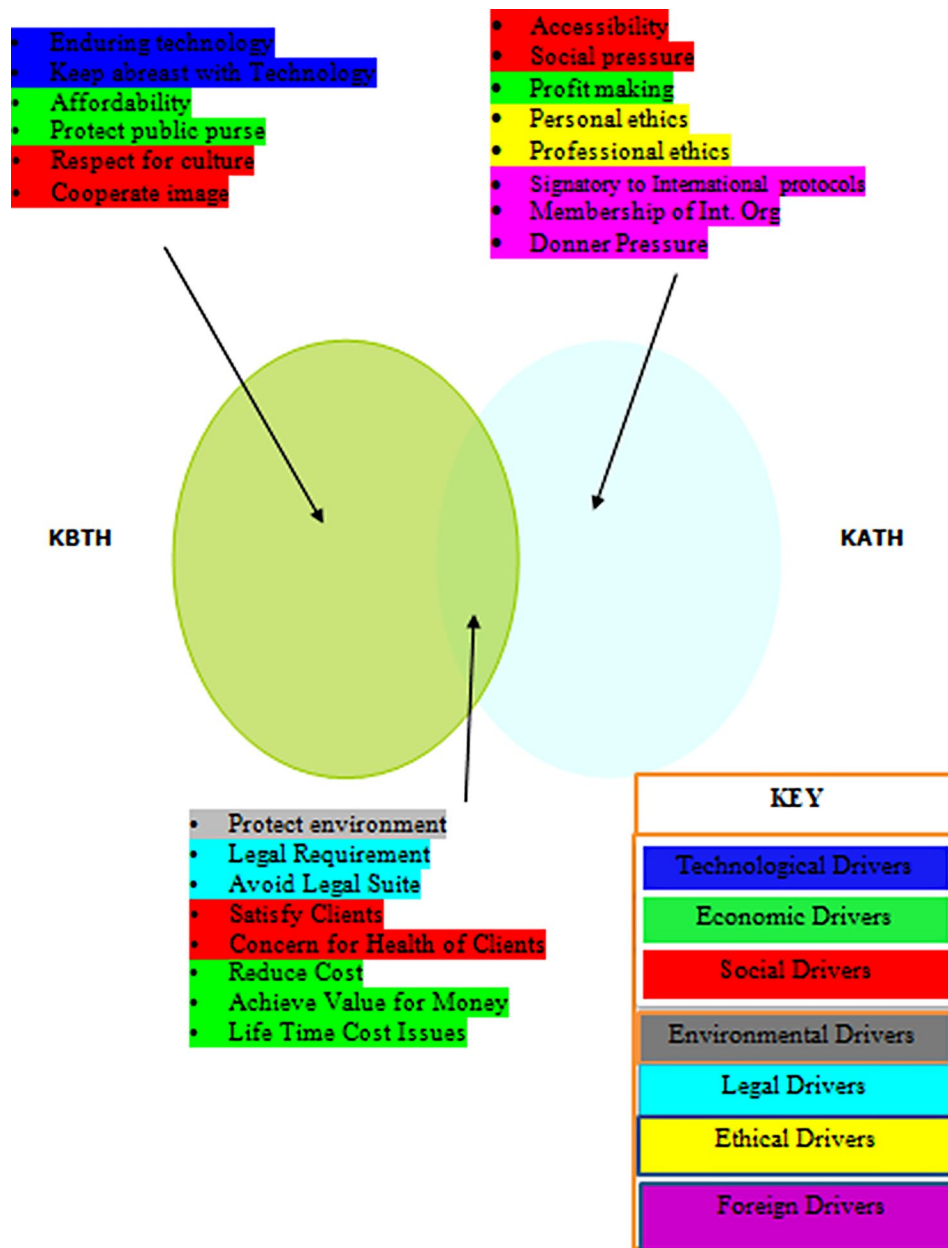 • Enduring technology
• Keep abreast with Technology
• Affordability
• Protect public purse
• Respect for culture
• Cooperate image
• Accessibility
• Social pressure
• Profit making
• Personal ethics
• Professional ethics
• Signatory to International protocols
• Membership of Int. Org
• Donner Pressure
KBTH
KATH
• Protect environment
• Legal Requirement
• Avoid Legal Suite
• Satisfy Clients
• Concern for Health of Clients
• Reduce Cost
• Achieve Value for Money
• Life Time Cost Issues
KEY
Technological Drivers
Economic Drivers
Social Drivers
Environmental Drivers
Legal Drivers
Ethical Drivers
Foreign Drivers